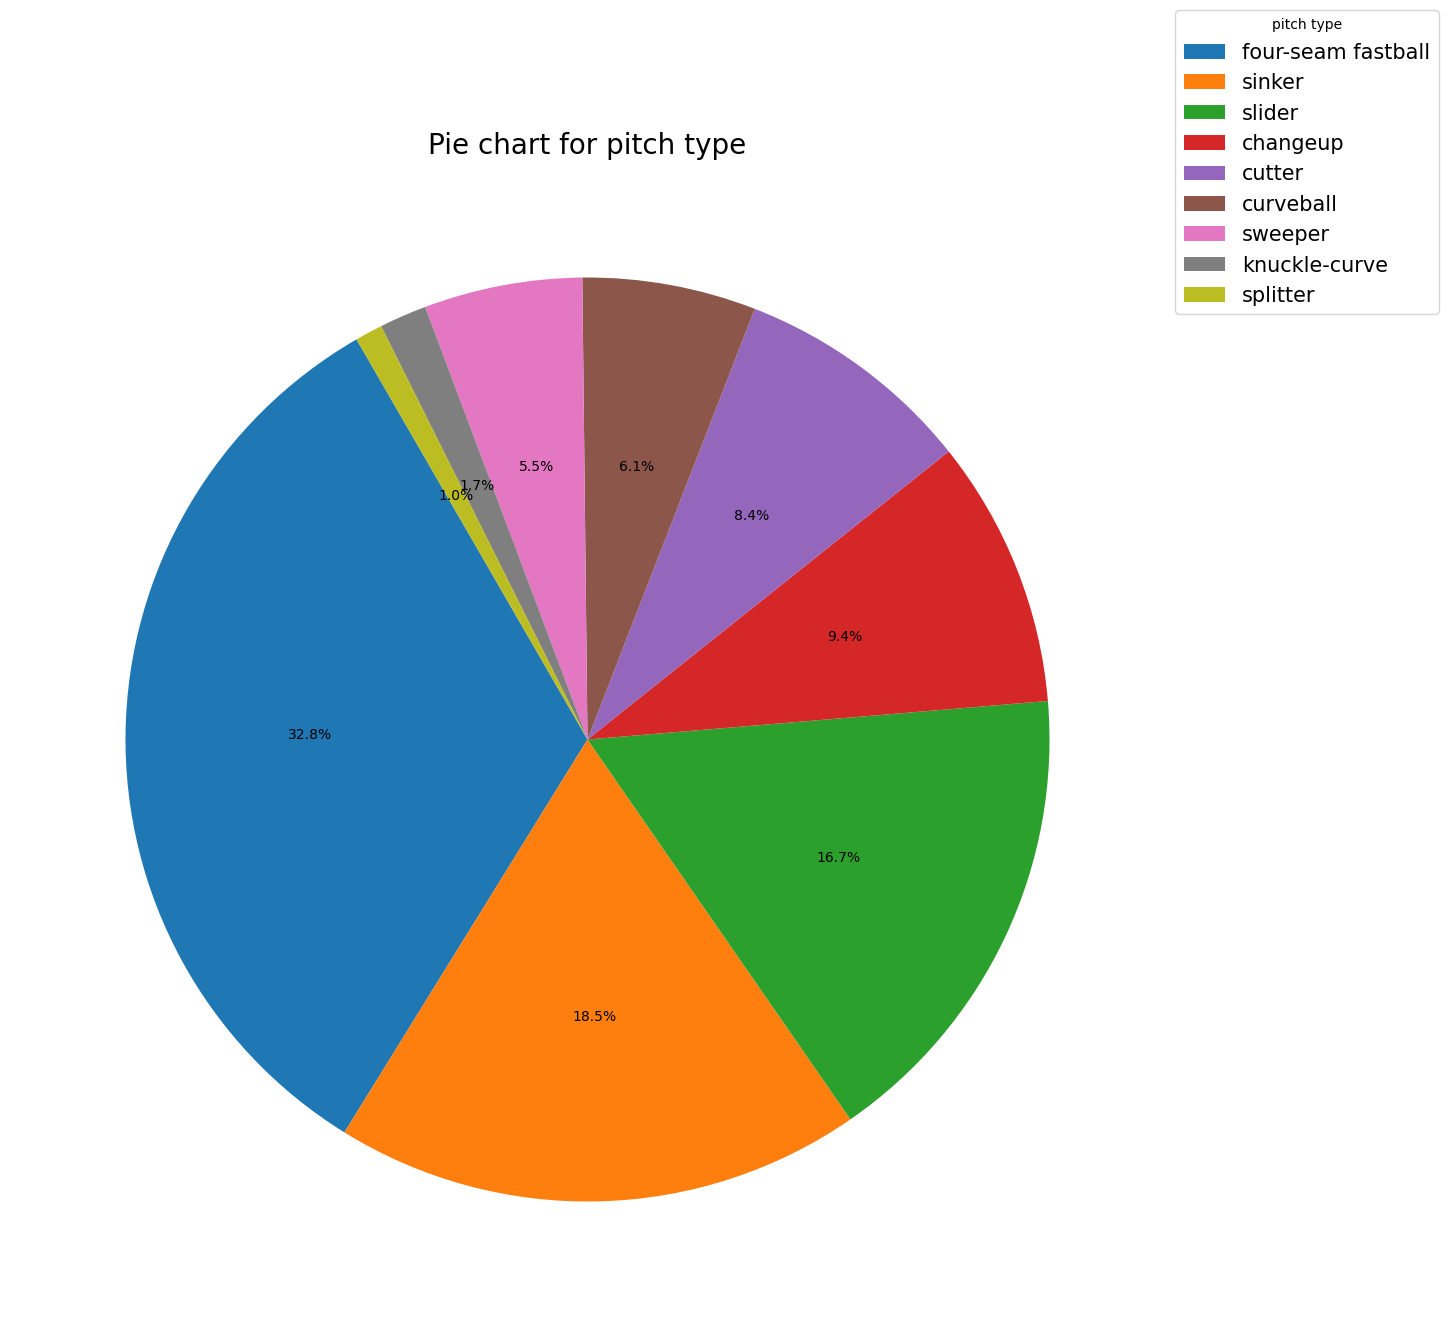 pitch type
four-seam fastball
sinker
slider
changeup
cutter
curveball
sweeper
knuckle-curve
splitter
Pie chart for pitch type
5.5%
6.1%
1.7%
1.0%
8.4%
9.4%
32.8%
16.7%
18.5%